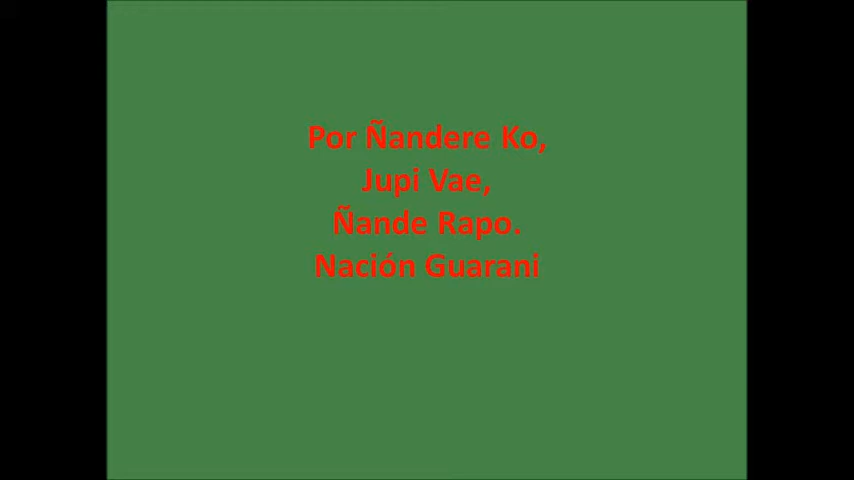 Por Ñandere Ko,
Jupi Vae,
Ñande Rapo.
Nación Guarani